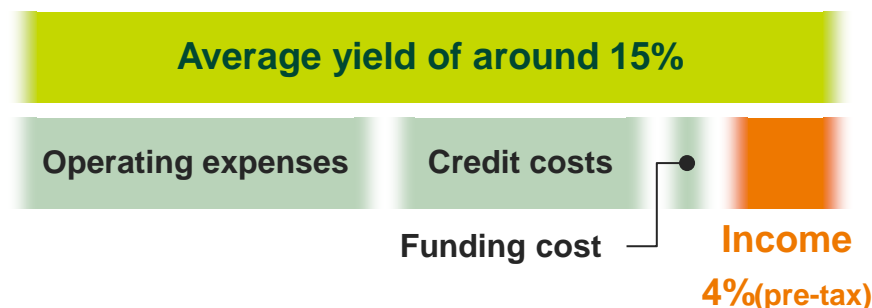 Average yield of around 15%
Operating expenses
Credit costs
Funding cost
Income
4%(pre-tax)